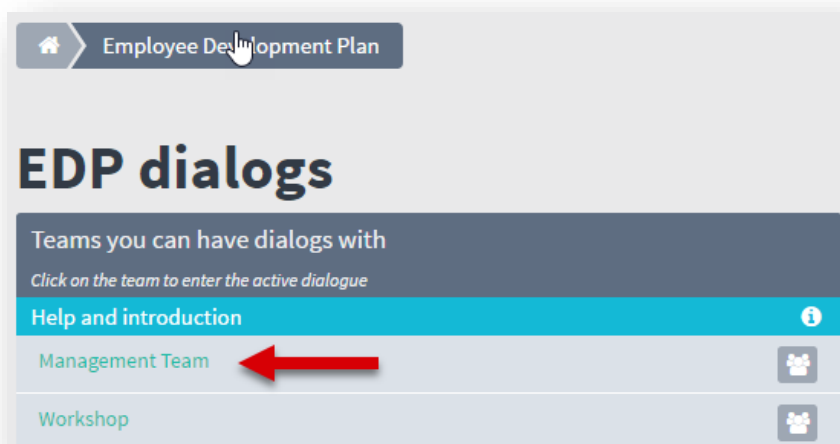 Employee Development Plan
EDP dialogs
Teams you can have dialogs with
Click on the team to enter the active dialogue
Help and introduction
Management Team
Workshop